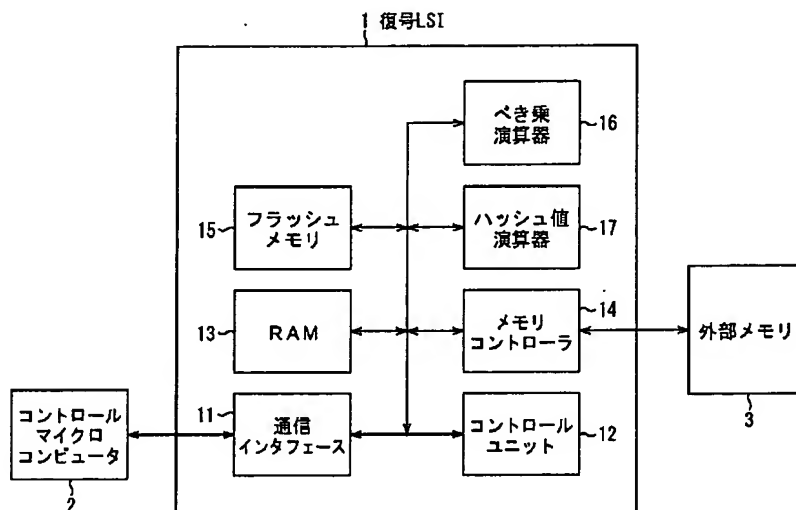 1 復号LSI
べき乗
演算器
16
15
フラッシュ
メモリ
ハッシュ値
演算器
17
13
RAM
メモリ
コントローラ
14
外部メモリ
3
コントロール
マイクロ
コンピュータ
2
11
通信
インタフェース
コントロール
ユニット
12